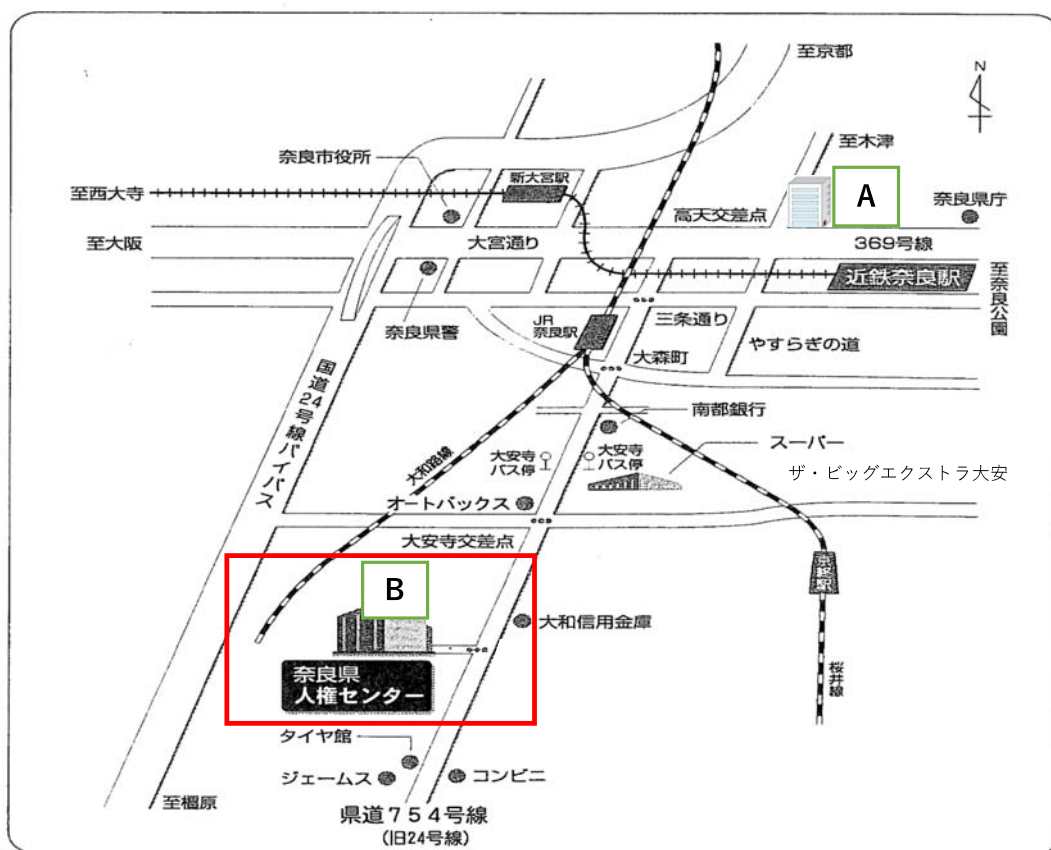 至京都
N
至木津
奈良市役所
新大宮駅
至西大寺
A
高天交差点
奈良県庁
至大阪
大宮通り
369号線
近鉄奈良駅
至奈良公園
奈良県警
JR
奈良駅
三条通り
大森町
やすらぎの道
国道24号線バイパス
南都銀行
大安寺
バス停
大安寺
バス停
スーパー
ザ・ビッグエクストラ大安
大和路線
オートバックス
大安寺交差点
京終駅
B
大和信用金庫
奈良県
人権センター
桜井線
タイヤ館
ジェームス
コンビニ
至橿原
県道754号線
(旧24号線)